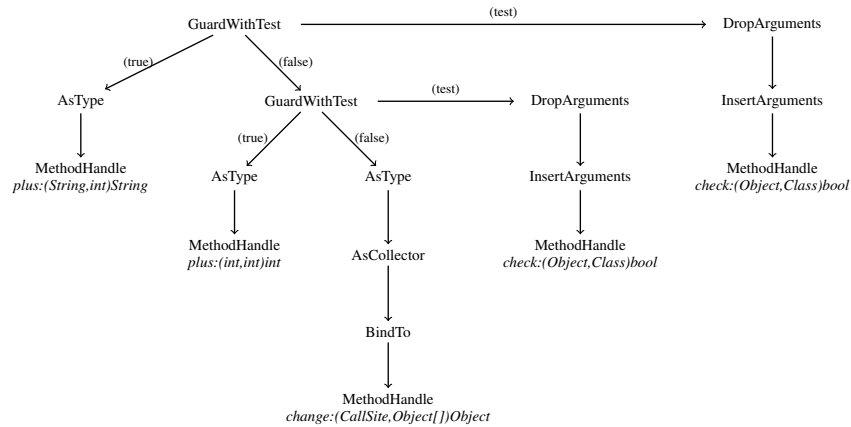 GuardWithTest
(test)
DropArguments
(true)
(false)
AsType
GuardWithTest
(test)
DropArguments
InsertArguments
(true)
(false)
MethodHandle
plus:(String,int)String
AsType
AsType
InsertArguments
MethodHandle
check:(Object,Class)bool
MethodHandle
plus:(int,int)int
AsCollector
MethodHandle
check:(Object,Class)bool
BindTo
MethodHandle
change:(CallSite,Object[])Object